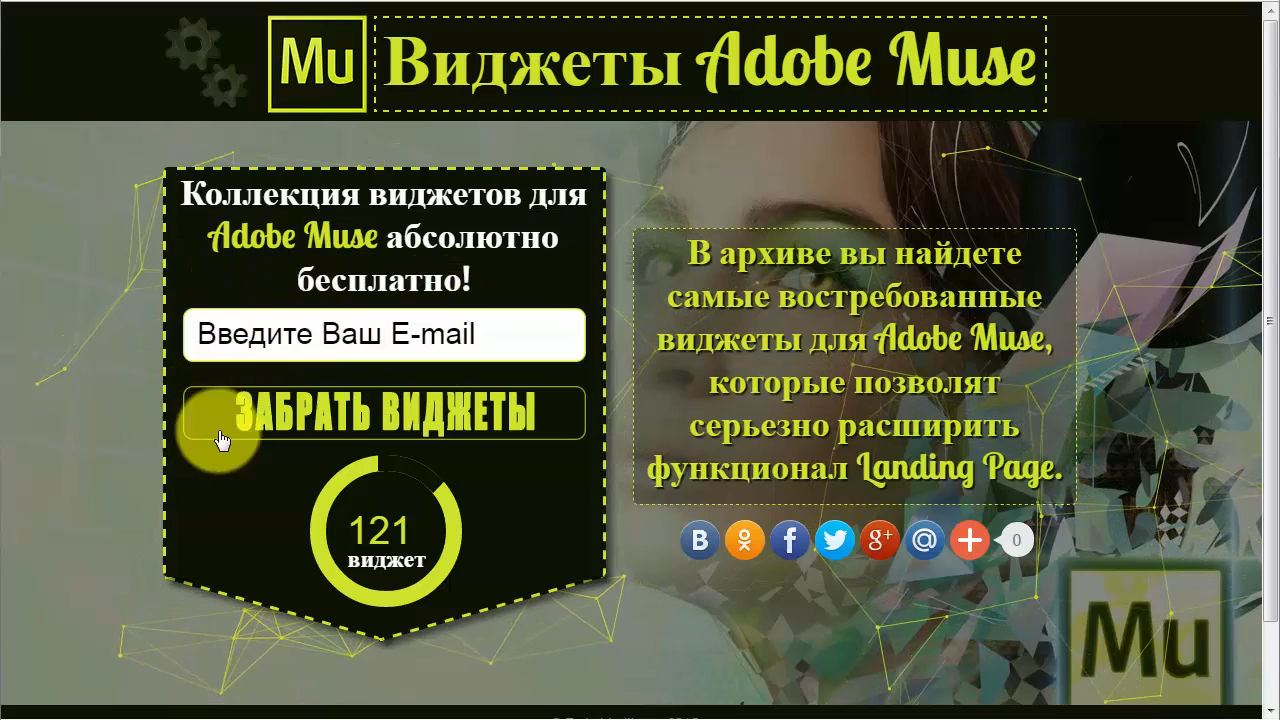 Mu
Виджеты Adobe Muse
Коллекция виджетов для
Adobe Muse абсолютно
бесплатно!
Введите Ваш E-mail
ЗАБРАТЬ ВИДЖЕТЫ
121
виджет
В архиве вы найдете
самые востребованные
виджеты для Adobe Muse,
которые позволят
серьезно расширить
функционал Landing Page.
B f g+ @ + 0
Mu